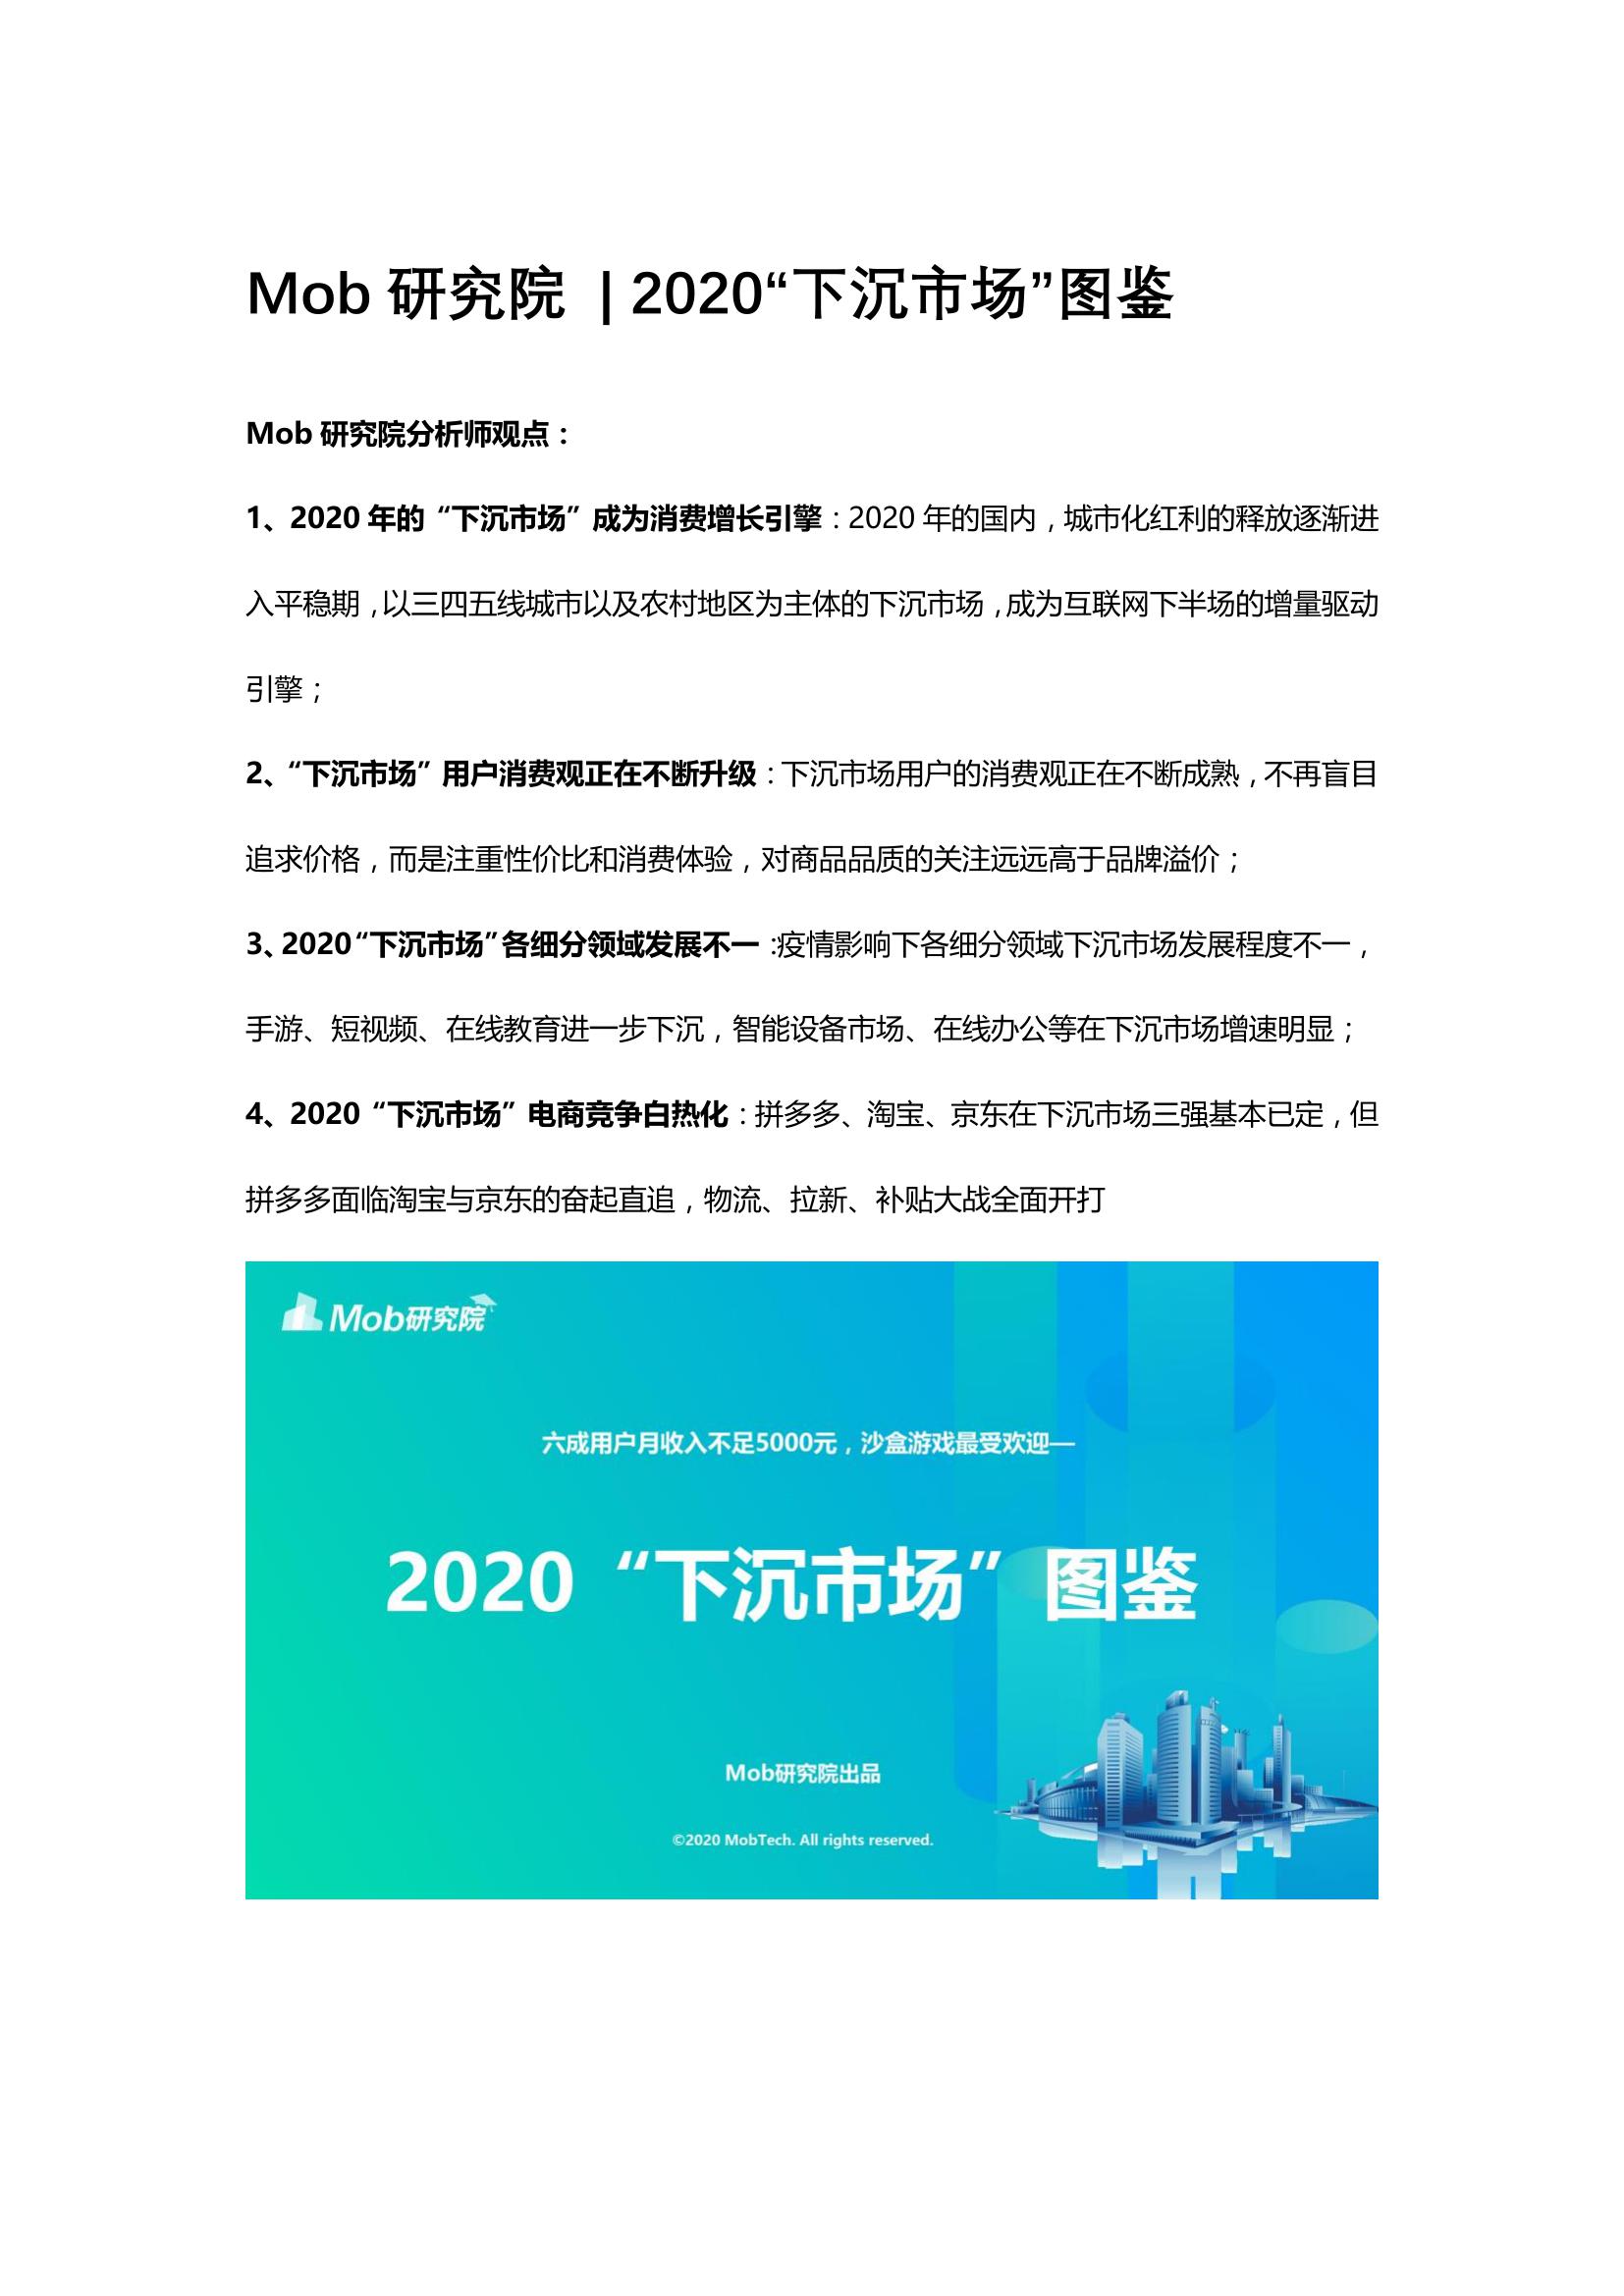 Mob 研究院 | 2020“下沉市场”图鉴
Mob 研究院分析师观点：
1、2020 年的“下沉市场”成为消费增长引擎：2020 年的国内，城市化红利的释放逐渐进
入平稳期，以三四五线城市以及农村地区为主体的下沉市场，成为互联网下半场的增量驱动
引擎；
2、“下沉市场”用户消费观正在不断升级：下沉市场用户的消费观正在不断成熟，不再盲目
追求价格，而是注重性价比和消费体验，对商品品质的关注远远高于品牌溢价；
3、2020“下沉市场”各细分领域发展不一：疫情影响下各细分领域下沉市场发展程度不一，
手游、短视频、在线教育进一步下沉，智能设备市场、在线办公等在下沉市场增速明显；
4、2020“下沉市场”电商竞争白热化：拼多多、淘宝、京东在下沉市场三强基本已定，但
拼多多面临淘宝与京东的奋起直追，物流、拉新、补贴大战全面开打
Mob研究院
六成用户月收入不足5000元，沙盒游戏最受欢迎—
2020“下沉市场”图鉴
Mob研究院出品
©2020 MobTech. All rights reserved.